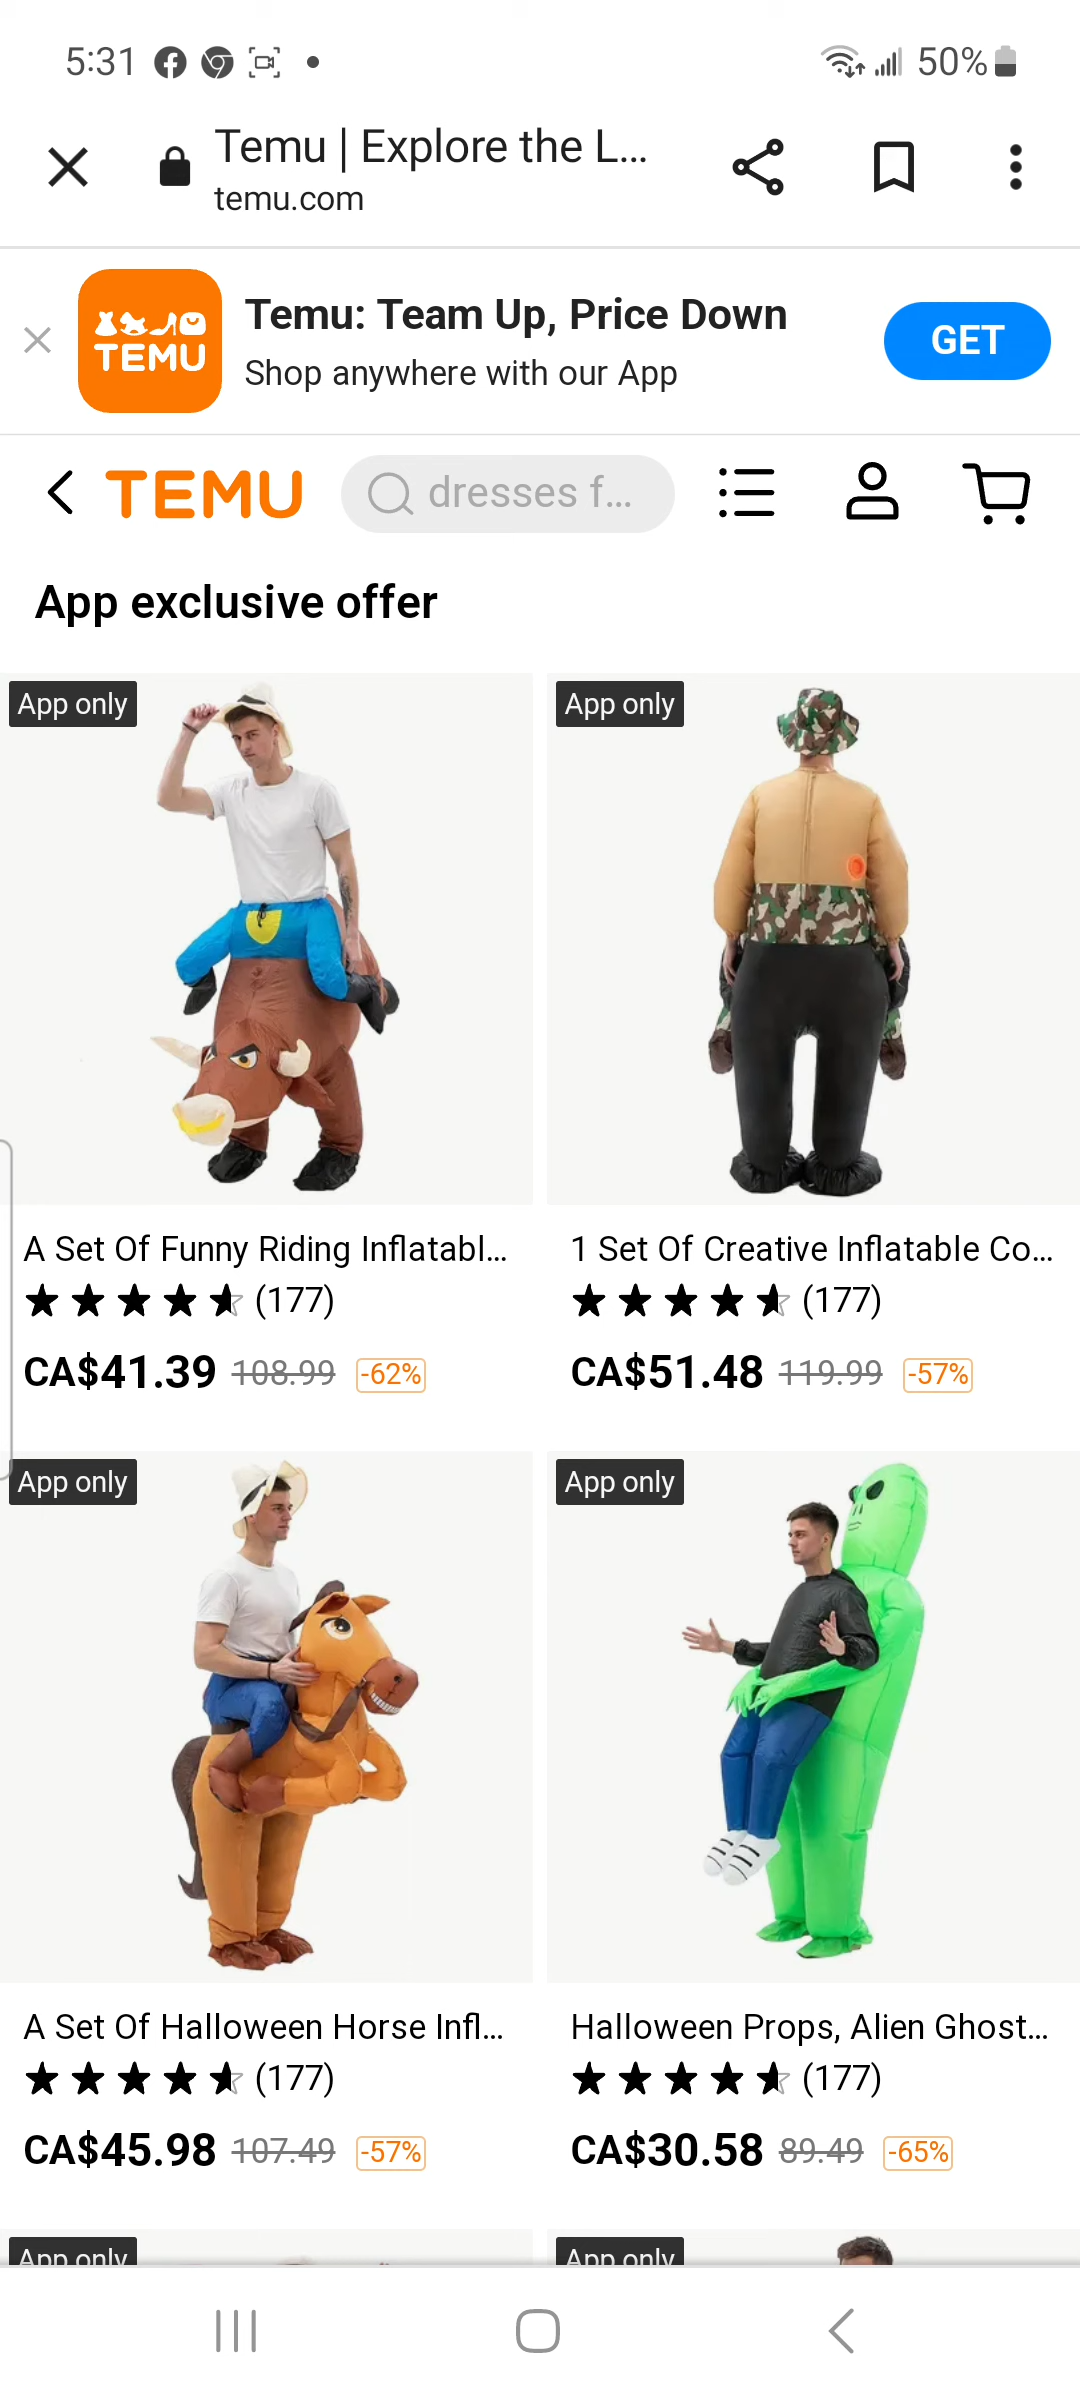 5:31
50%
Temu | Explore the L...
temu.com
TEMU
Temu: Team Up, Price Down
Shop anywhere with our App
GET
TEMU
dresses f...
App exclusive offer
App only
App only
A Set Of Funny Riding Inflatabl...
1 Set Of Creative Inflatable Co...
(177)
(177)
CA$41.39 108.99 -62%
CA$51.48 119.99 -57%
App only
App only
A Set Of Halloween Horse Infl...
Halloween Props, Alien Ghost...
(177)
(177)
CA$45.98 107.49 -57%
CA$30.58 89.49 -65%
App only
App only